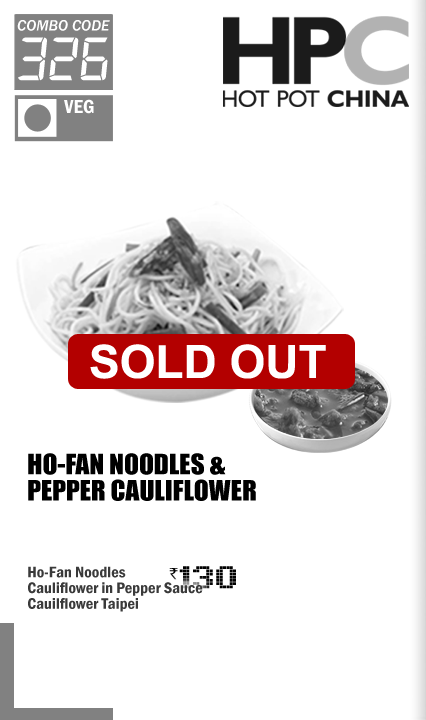 COMBO CODE
326
VEG
HPC
HOT POT CHINA
SOLD OUT
HO-FAN NOODLES &
PEPPER CAULIFLOWER
₹130
Ho-Fan Noodles
Cauliflower in Pepper Sauce
Cauilflower Taipei